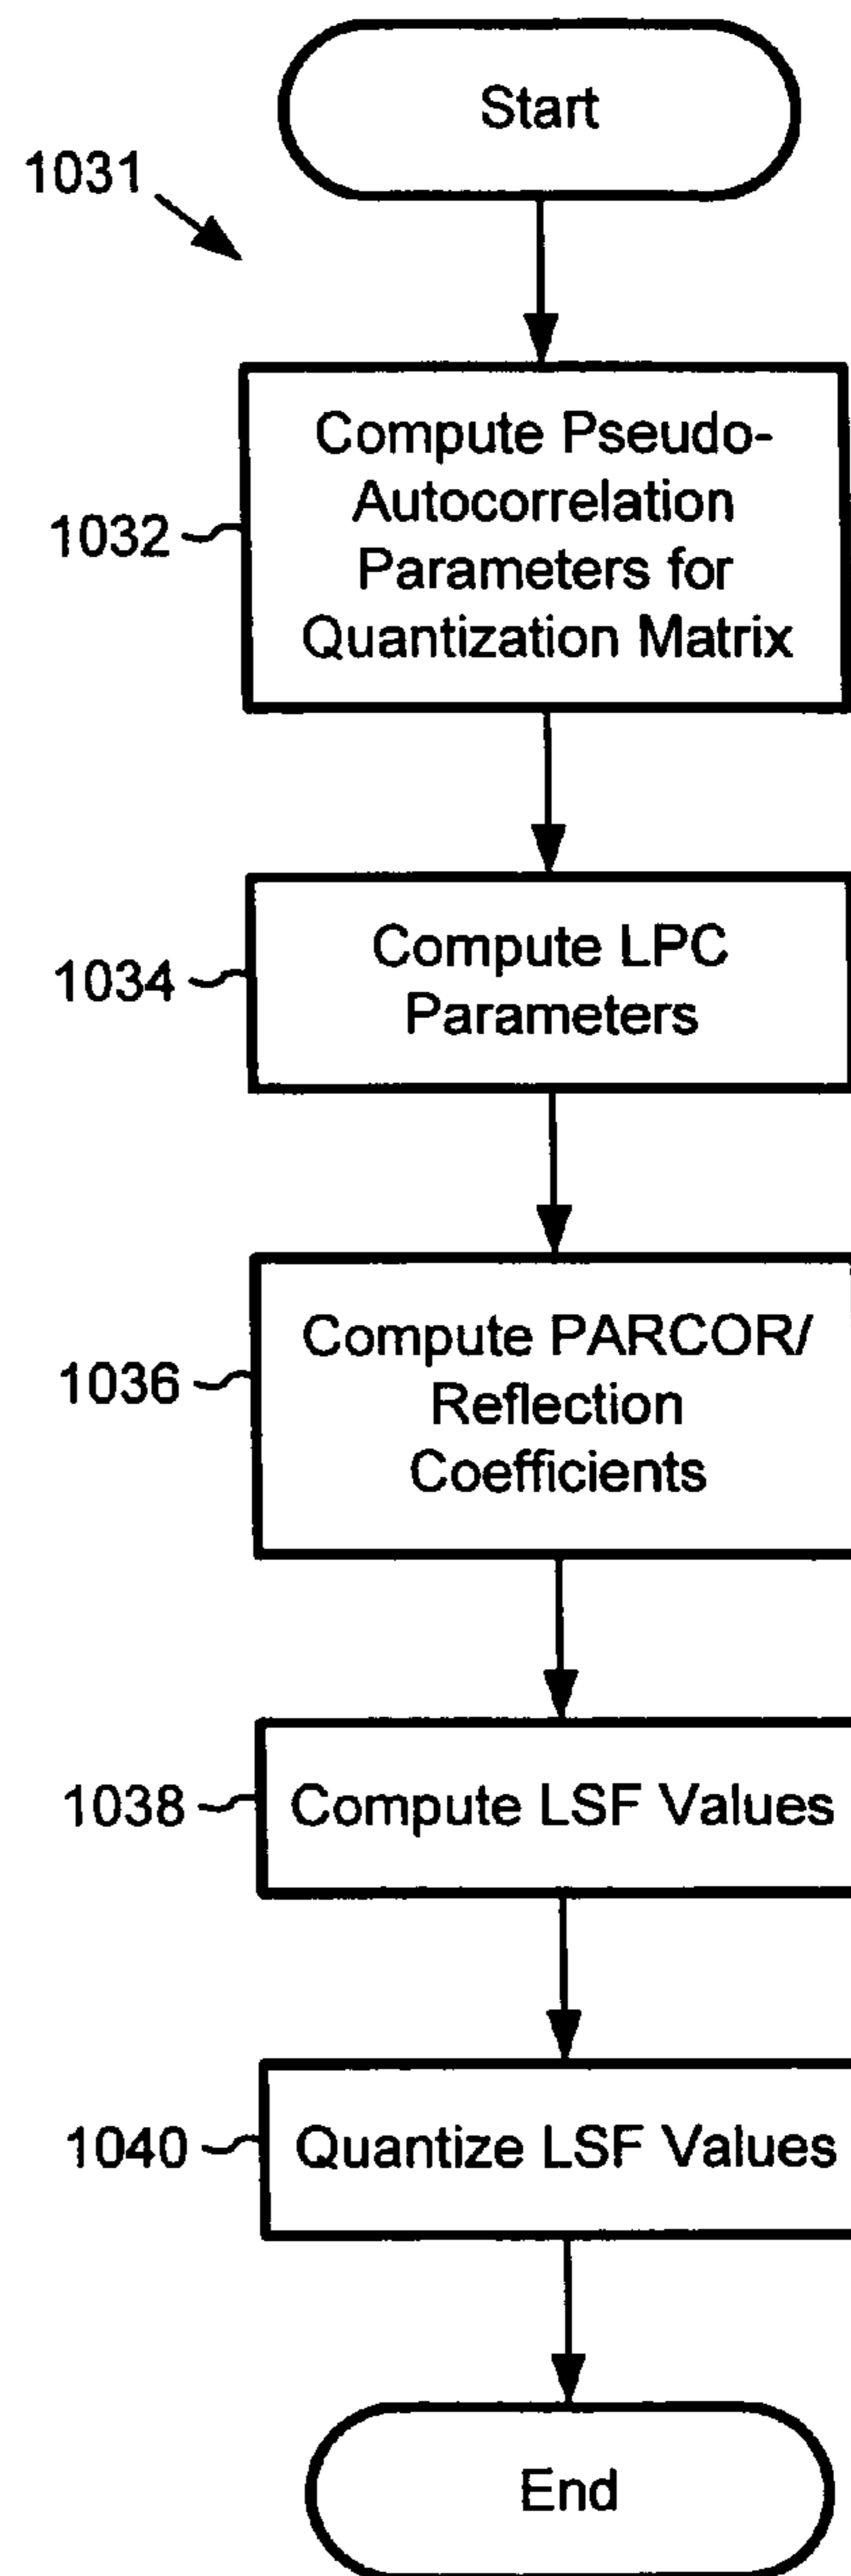 Start
1031
Compute Pseudo-
Autocorrelation
Parameters for
Quantization Matrix
1032
Compute LPC
Parameters
1034
Compute PARCOR/
Reflection
Coefficients
1036
Compute LSF Values
1038
Quantize LSF Values
1040
End